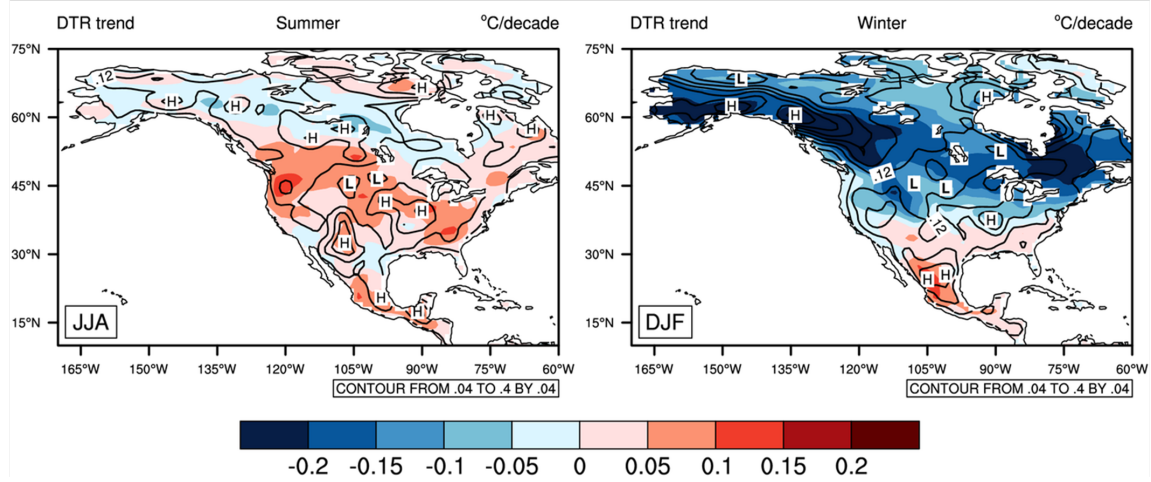 DTR trend Summer °C/decade
DTR trend Winter °C/decade
75°N
60°N
45°N
30°N
15°N
.12
H
H
H
H
H
H
H
L
L
H
H
H
H
H
JJA
165°W 150°W 135°W 120°W 105°W 90°W 75°W 60°W
CONTOUR FROM .04 TO .4 BY .04
75°N
60°N
45°N
30°N
15°N
L
H
H
H
L
.12
L
L
H
.12
H
H
DJF
165°W 150°W 135°W 120°W 105°W 90°W 75°W 60°W
CONTOUR FROM .04 TO .4 BY .04
-0.2 -0.15 -0.1 -0.05 0 0.05 0.1 0.15 0.2